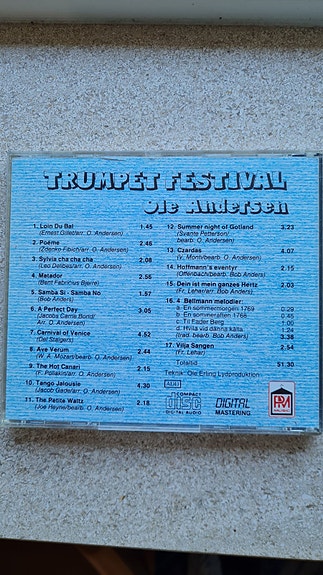 TRUMPET FESTIVAL
Ole Andersen
1. Loin Du Bal 1.45
(Ernest Gillet/arr. O. Andersen)
2. Poéme 2.46
(Zdenko Fibich/arr. O. Andersen)
3. Sylvia cha cha cha 2.08
(Leo Delibes/arr. O. Andersen)
4. Matador 2.56
(Bent Fabricius Bjerre)
5. Samba Si - Samba No 1.57
(Bob Anders)
6. A Perfect Day 3.05
(Jacobs Carrie Bond/
Arr. O. Andersen)
7. Carnival of Venice 4.52
(Del Staigers)
8. Ave Verum 2.44
(W. A. Mozart/bearb. O. Andersen)
9. The Hot Canari 2.15
(F. Poliakin/arr. O. Andersen)
10. Tango Jalousie 4.30
(Jacob Gade/arr. O. Andersen)
11. The Petite Waltz 2.18
(Joe Heyne/bearb. O. Andersen)
12. Summer night of Gotland 3.23
(Svante Petterson/
bearb. O. Andersen)
13. Czardas 4.07
(V. Monti/bearb. O. Andersen)
14. Hoffmann's eventyr 2.15
(Offenbach/bearb. Bob Anders)
15. Dein ist mein ganzes Hertz 2.03
(Fr. Lehar/arr. Bob Anders)
16. 4 Bellmann melodier:
a. En sommermorgen 1769 0.29
b. En sommeraften 1768 0.45
c. Til Fader Berg 1.00
d. Hvila vid denna källa 1.24
(trad./bearb. Bob Anders) 3.38
17. Vilja Sangen 2.54
(Fr. Lehar)
Totaltid: 51.30
Teknik: Ole Erling Lydproduktion
ADD
COMPACT
disc
DIGITAL AUDIO
DIGITAL
MASTERING